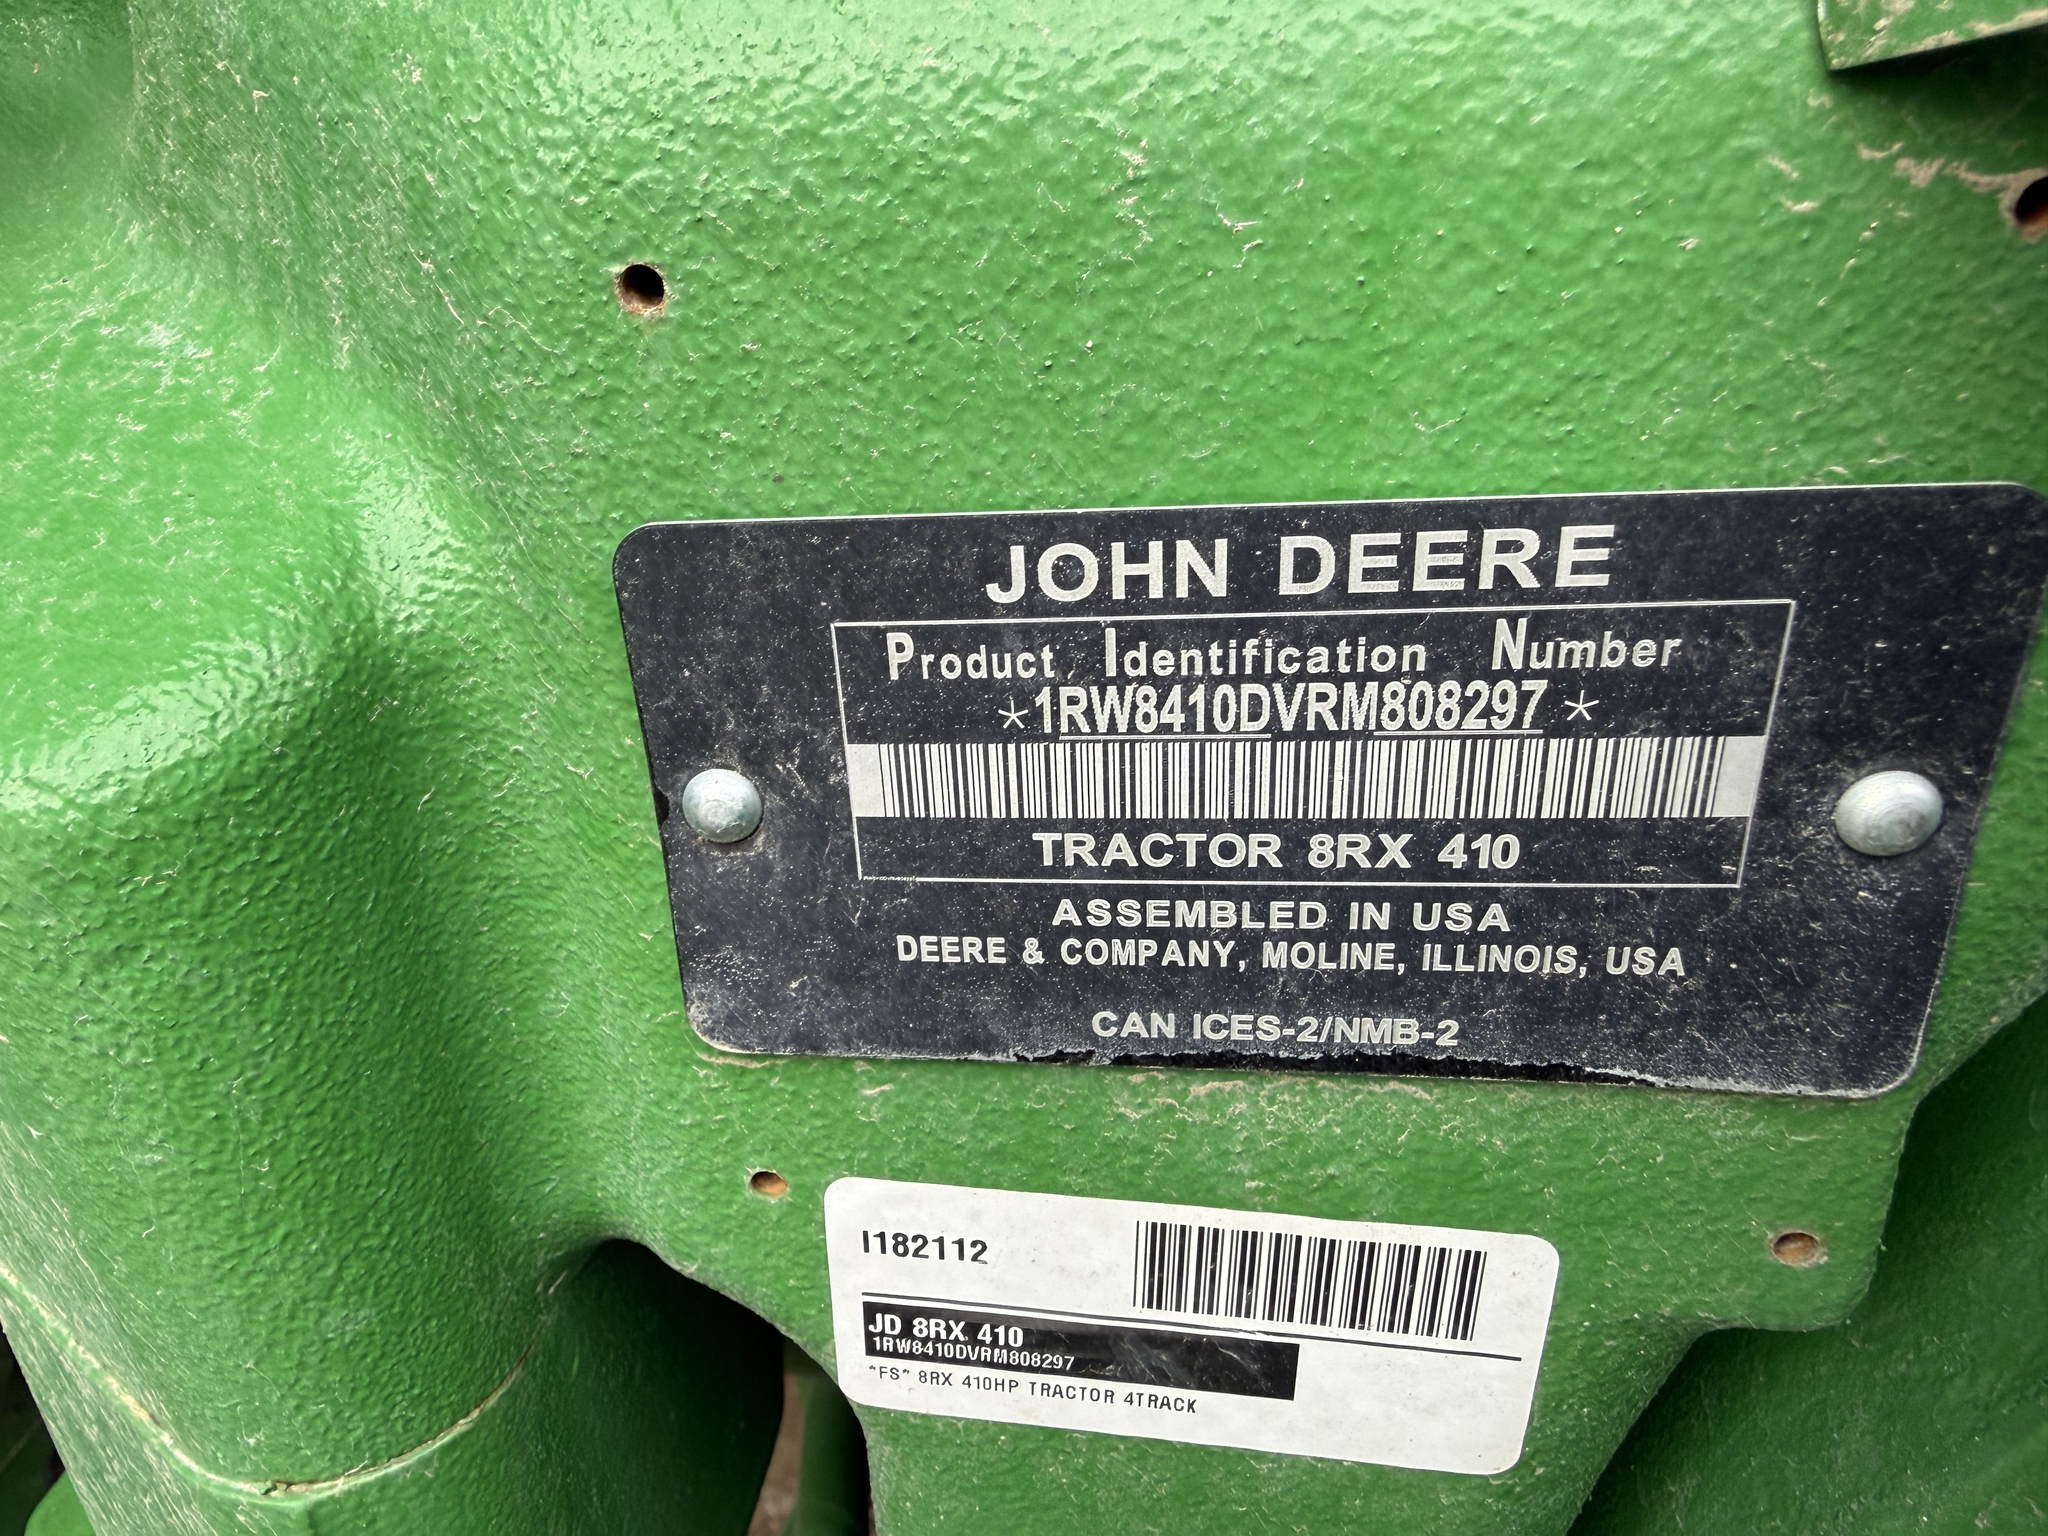 JOHN DEERE
Product Identification Number
*1RW8410DVRM808297*
TRACTOR 8RX 410
ASSEMBLED IN USA
DEERE & COMPANY, MOLINE, ILLINOIS, USA
CAN ICES-2/NMB-2
I182112
JD 8RX 410
1RW8410DVRM808297
*FS* 8RX 410HP TRACTOR 4TRACK